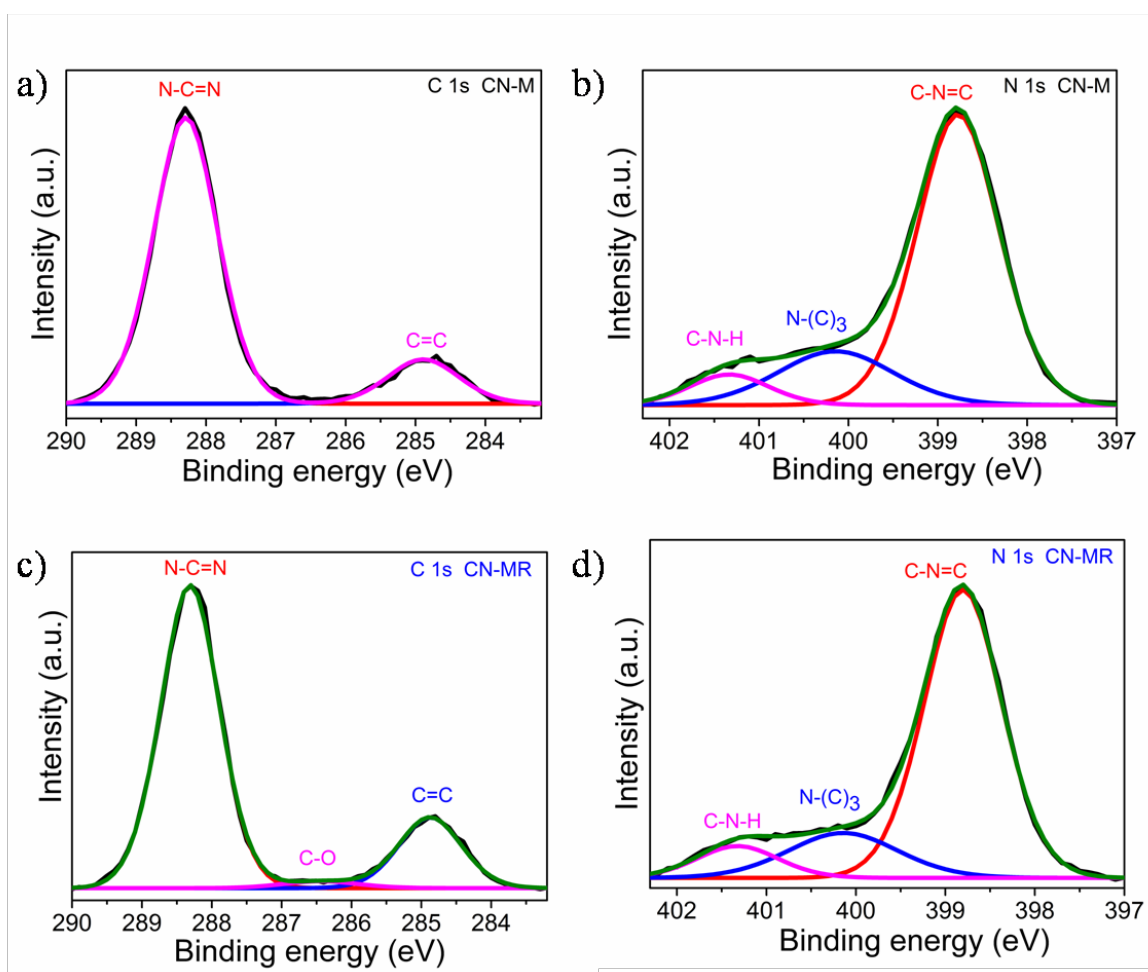 a)
N-C=N
C 1s CN-M
C=C
Intensity (a.u.)
290 289 288 287 286 285 284
Binding energy (eV)
b)
C-N=C
N 1s CN-M
N-(C)3
C-N-H
Intensity (a.u.)
402 401 400 399 398 397
Binding energy (eV)
c)
N-C=N
C 1s CN-MR
C=C
C-O
Intensity (a.u.)
290 289 288 287 286 285 284
Binding energy (eV)
d)
C-N=C
N 1s CN-MR
N-(C)3
C-N-H
Intensity (a.u.)
402 401 400 399 398 397
Binding energy (eV)